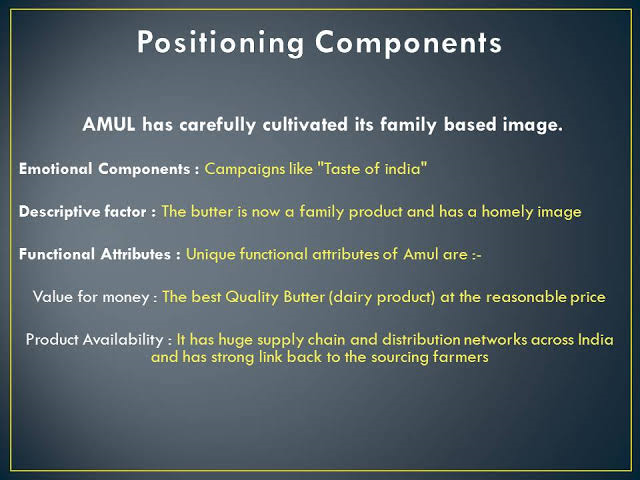 Positioning Components
AMUL has carefully cultivated its family based image.
Emotional Components : Campaigns like "Taste of india"
Descriptive factor : The butter is now a family product and has a homely image
Functional Attributes : Unique functional attributes of Amul are :-
Value for money : The best Quality Butter (dairy product) at the reasonable price
Product Availability : It has huge supply chain and distribution networks across India
and has strong link back to the sourcing farmers